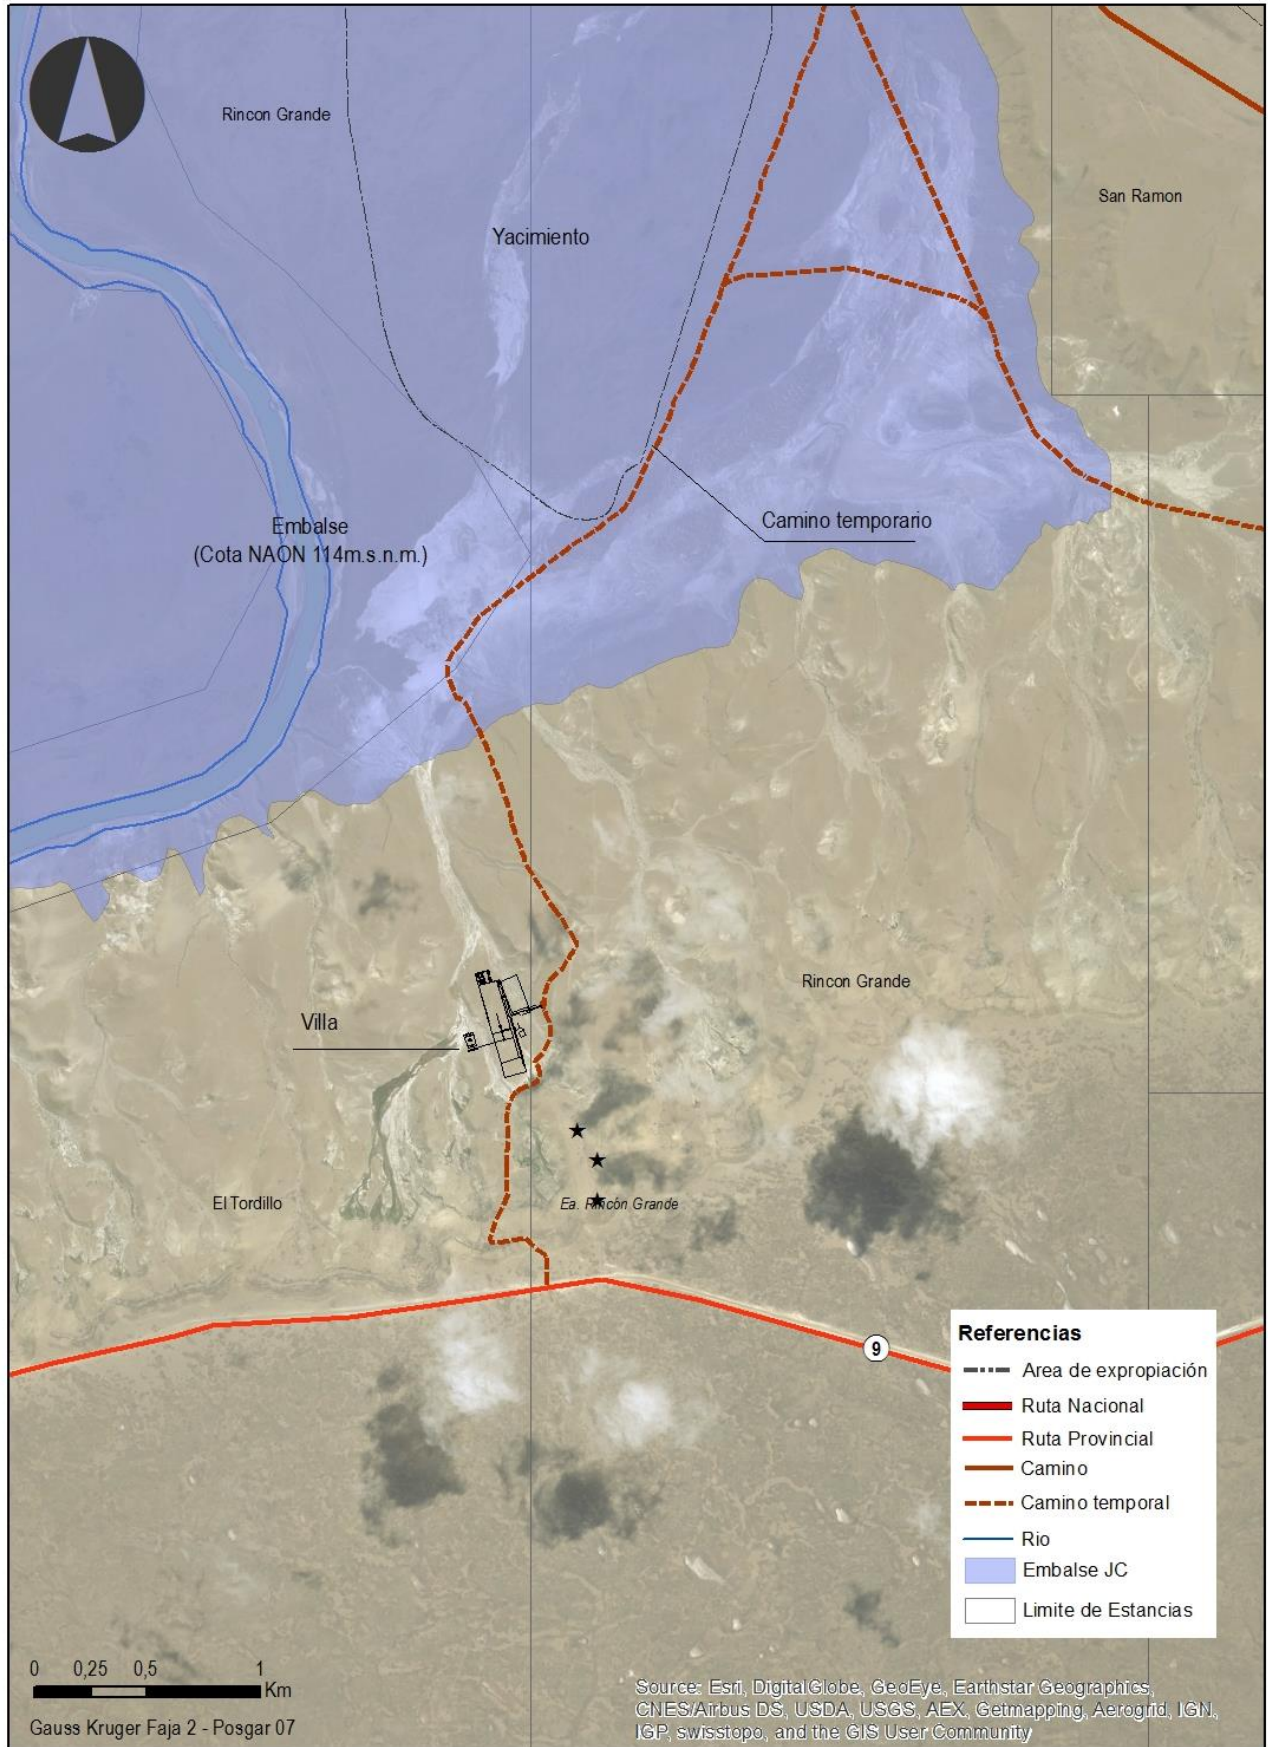 Rincon Grande
San Ramon
Yacimiento
Camino temporario
Embalse
(Cota NAON 114m.s.n.m.)
Rincon Grande
Villa
El Tordillo
Ea. Rincón Grande
9
Referencias
Area de expropiación
Ruta Nacional
Ruta Provincial
Camino
Camino temporal
Rio
Embalse JC
Limite de Estancias
0 0,25 0,5 1
Km
Gauss Kruger Faja 2 - Posgar 07
Source: Esri, DigitalGlobe, GeoEye, Earthstar Geographics,
CNES/Airbus DS, USDA, USGS, AEX, Getmapping, Aerogrid, IGN,
IGP, swisstopo, and the GIS User Community